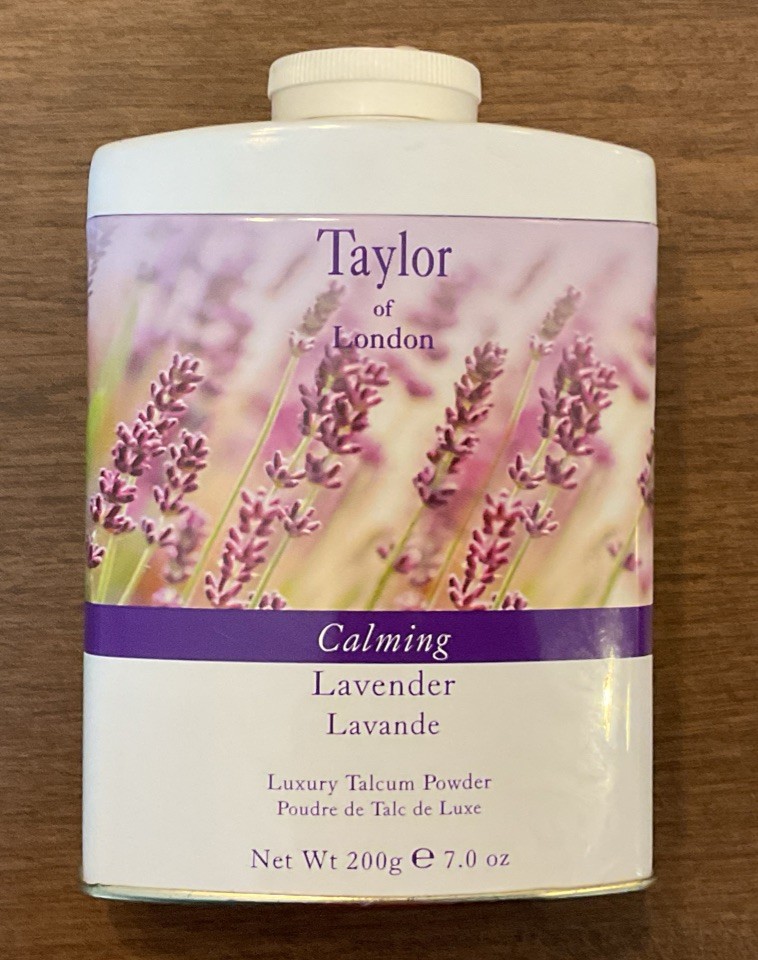 Taylor
of
London
Calming
Lavender
Lavande
Luxury Talcum Powder
Poudre de Talc de Luxe
Net Wt 200g ℮ 7.0 oz